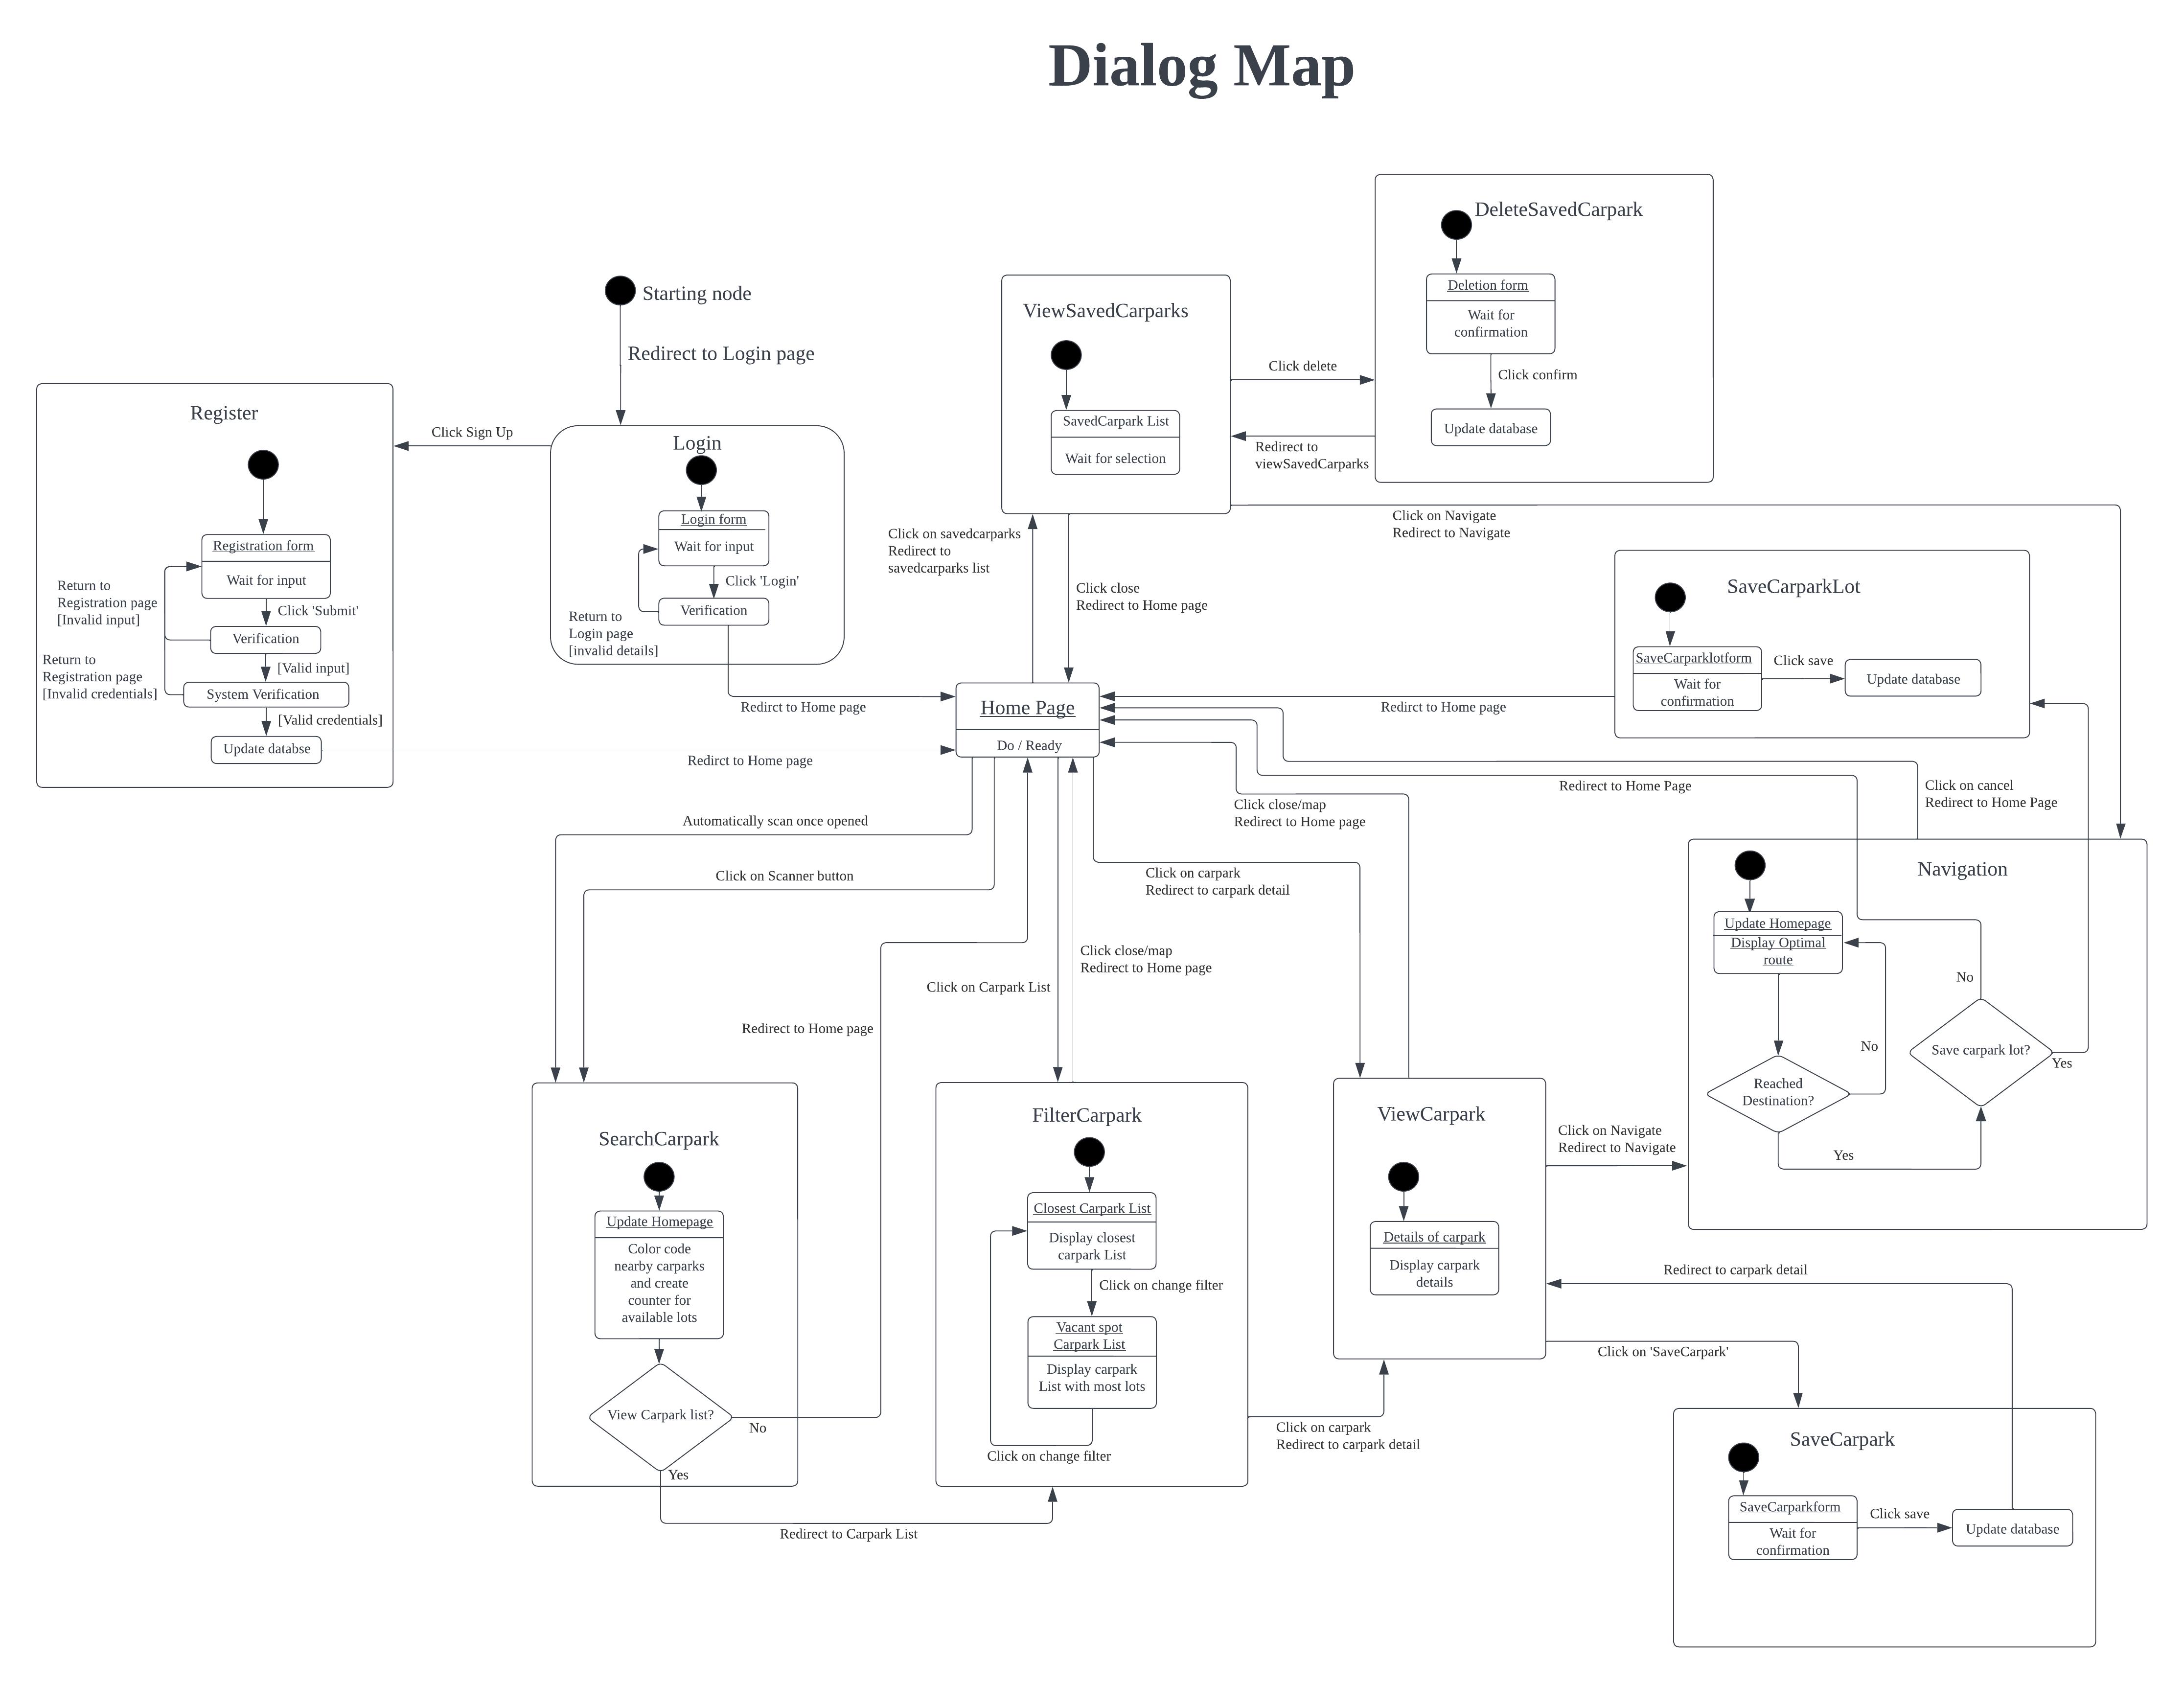 Dialog Map
DeleteSavedCarpark
Deletion form
Wait for
confirmation
Click confirm
Update database
Starting node
Redirect to Login page
ViewSavedCarparks
SavedCarpark List
Wait for selection
Click delete
Redirect to
viewSavedCarparks
Click on Navigate
Redirect to Navigate
Register
Registration form
Wait for input
Click 'Submit'
Return to
Registration page
[Invalid input]
Verification
[Valid input]
Return to
Registration page
[Invalid credentials]
System Verification
[Valid credentials]
Update databse
Redirct to Home page
Click Sign Up
Login
Login form
Wait for input
Click 'Login'
Verification
Return to
Login page
[invalid details]
Redirct to Home page
Click on savedcarparks
Redirect to
savedcarparks list
Click close
Redirect to Home page
Home Page
Do / Ready
SaveCarparkLot
SaveCarparklotform
Wait for
confirmation
Click save
Update database
Redirct to Home page
Redirect to Home Page
Click on cancel
Redirect to Home Page
Click close/map
Redirect to Home page
Automatically scan once opened
Click on Scanner button
Click on carpark
Redirect to carpark detail
Click close/map
Redirect to Home page
Click on Carpark List
Redirect to Home page
Navigation
Update Homepage
Display Optimal
route
No
No
Save carpark lot?
Yes
Reached
Destination?
Yes
SearchCarpark
Update Homepage
Color code
nearby carparks
and create
counter for
available lots
View Carpark list?
No
Yes
Redirect to Carpark List
FilterCarpark
Closest Carpark List
Display closest
carpark List
Click on change filter
Vacant spot
Carpark List
Display carpark
List with most lots
Click on change filter
Click on carpark
Redirect to carpark detail
ViewCarpark
Details of carpark
Display carpark
details
Click on Navigate
Redirect to Navigate
Redirect to carpark detail
Click on 'SaveCarpark'
SaveCarpark
SaveCarparkform
Wait for
confirmation
Click save
Update database